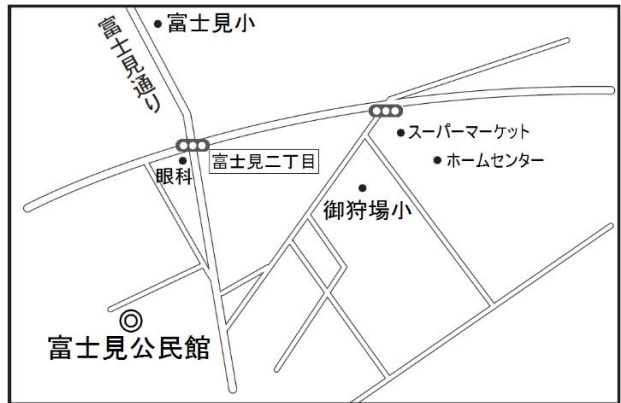 富士見小
富士見通り
スーパーマーケット
富士見二丁目
ホームセンター
眼科
御狩場小
富士見公民館